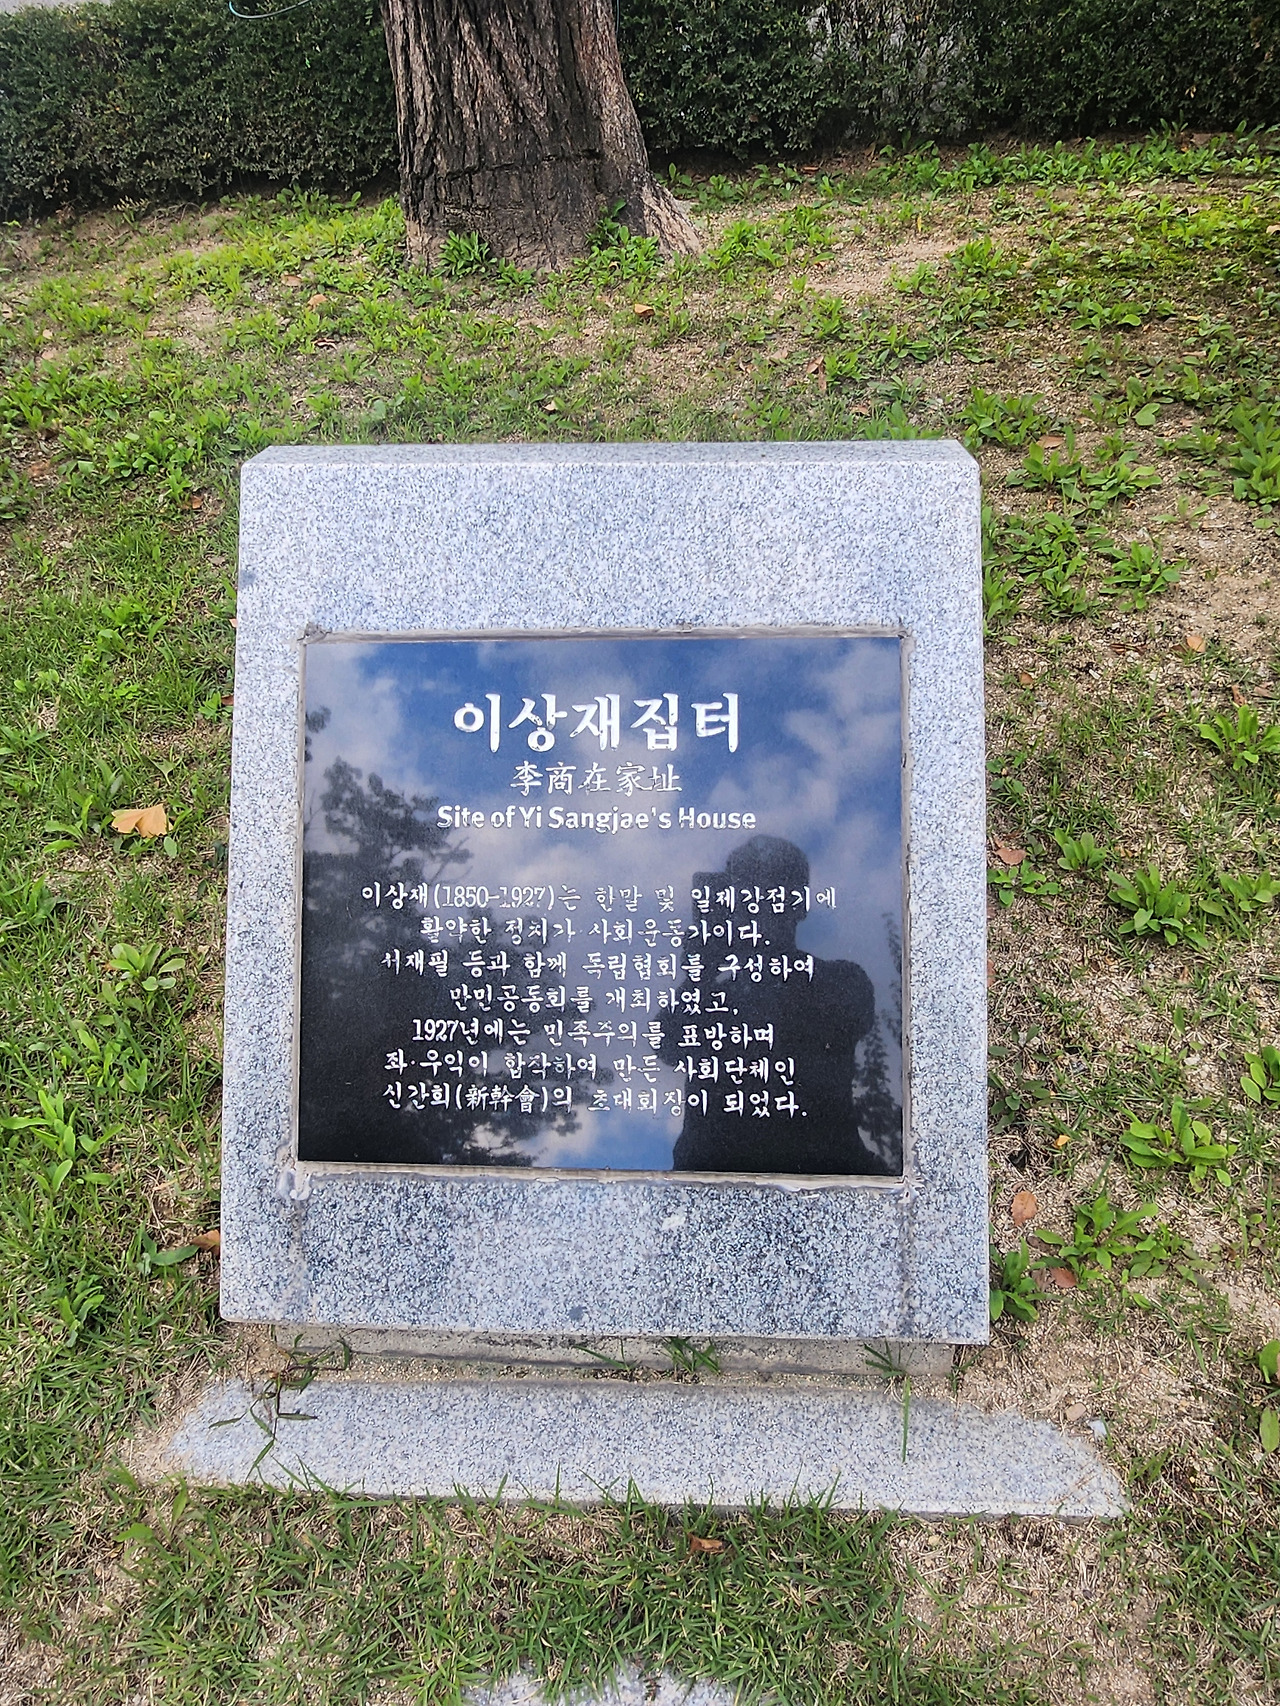 이상재집터
李商在家址
Site of Yi Sangjae's House
이상재(1850-1927)는 한말 및 일제강점기에
활약한 정치가·사회운동가이다.
서재필 등과 함께 독립협회를 구성하여
만민공동회를 개최하였고,
1927년에는 민족주의를 표방하며
좌·우익이 합작하여 만든 사회단체인
신간회(新幹會)의 초대회장이 되었다.